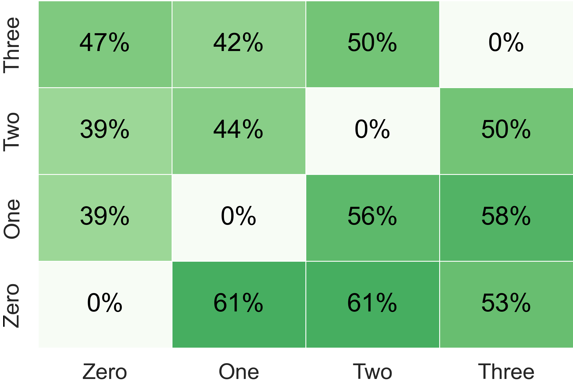 Three 47% 42% 50% 0%
Two 39% 44% 0% 50%
One 39% 0% 56% 58%
Zero 0% 61% 61% 53%
Zero One Two Three